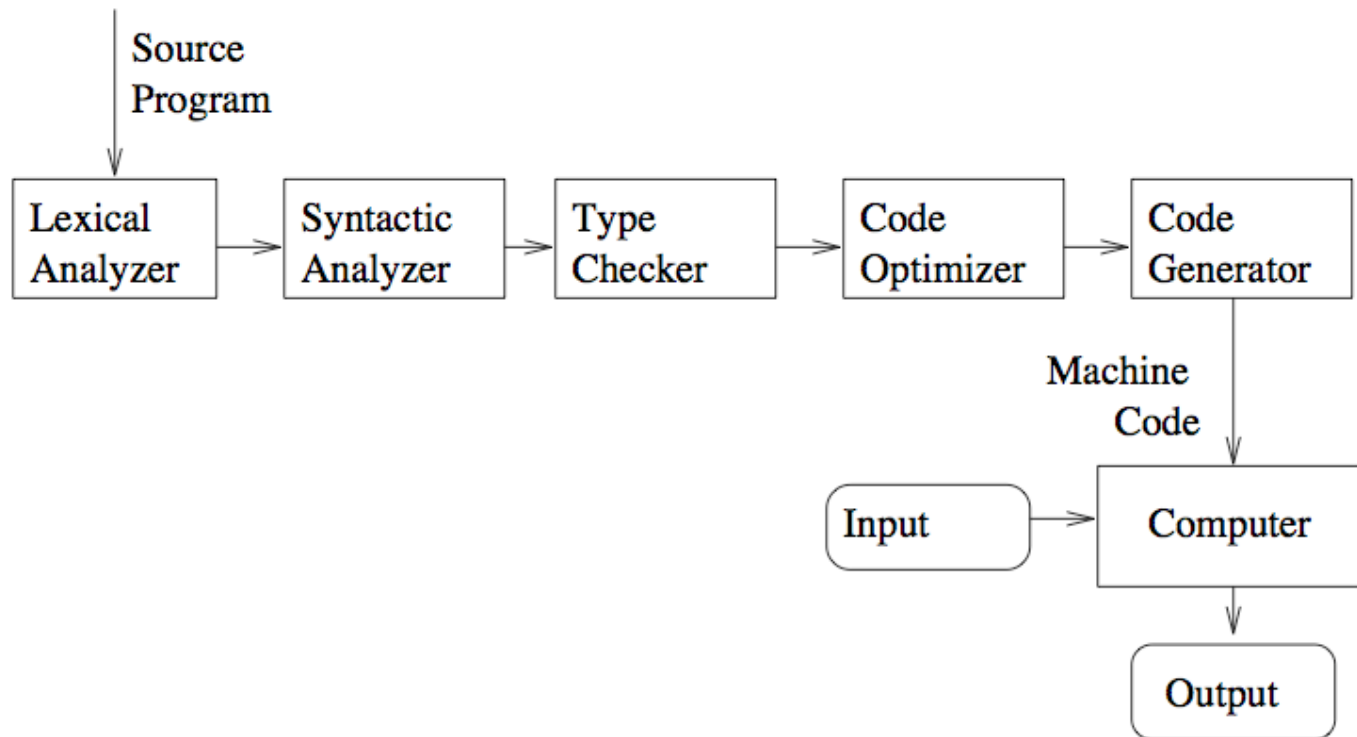 Source
Program
Lexical
Analyzer
Syntactic
Analyzer
Type
Checker
Code
Optimizer
Code
Generator
Machine
Code
Input
Computer
Output